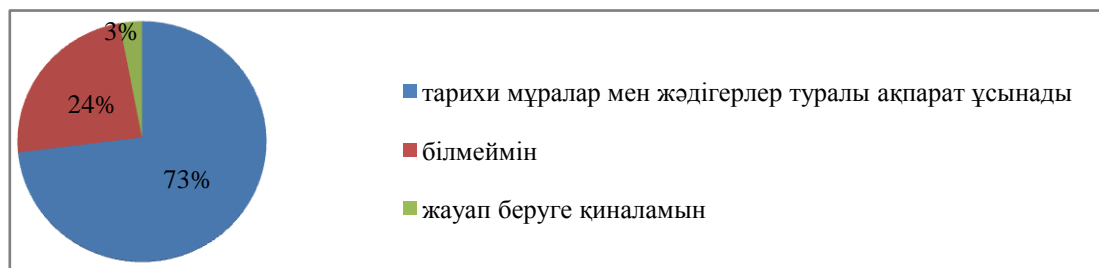 3%
24%
73%
тарихи мұралар мен жәдігерлер туралы ақпарат ұсынады
білмеймін
жауап беруге қиналамын